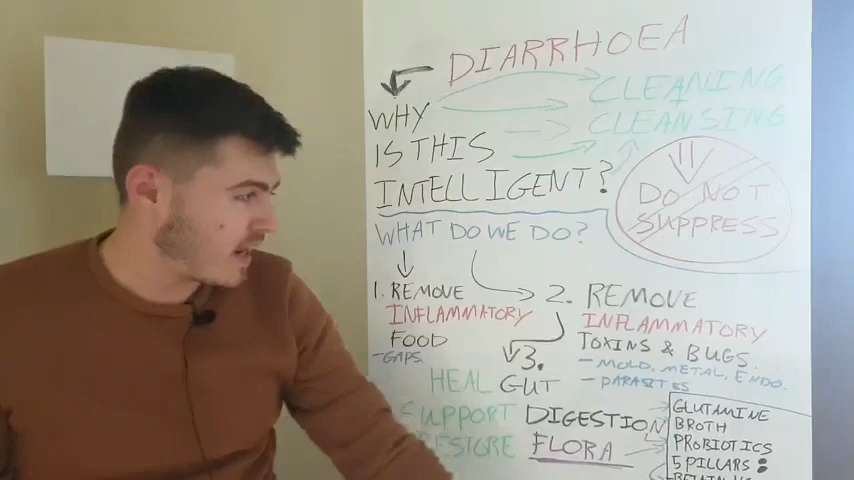 DIARRHOEA
WHY
IS THIS
INTELLIGENT?
CLEANING
CLEANSING
DO NOT
SUPPRESS
WHAT DO WE DO?
1. REMOVE
INFLAMMATORY
FOOD
- GAPS.
2. REMOVE
INFLAMMATORY
TOXINS & BUGS.
- MOLD, METAL, ENDO.
- PARASITES
3.
HEAL GUT
SUPPORT DIGESTION
RESTORE FLORA
GLUTAMINE
BROTH
PROBIOTICS
5 PILLARS: